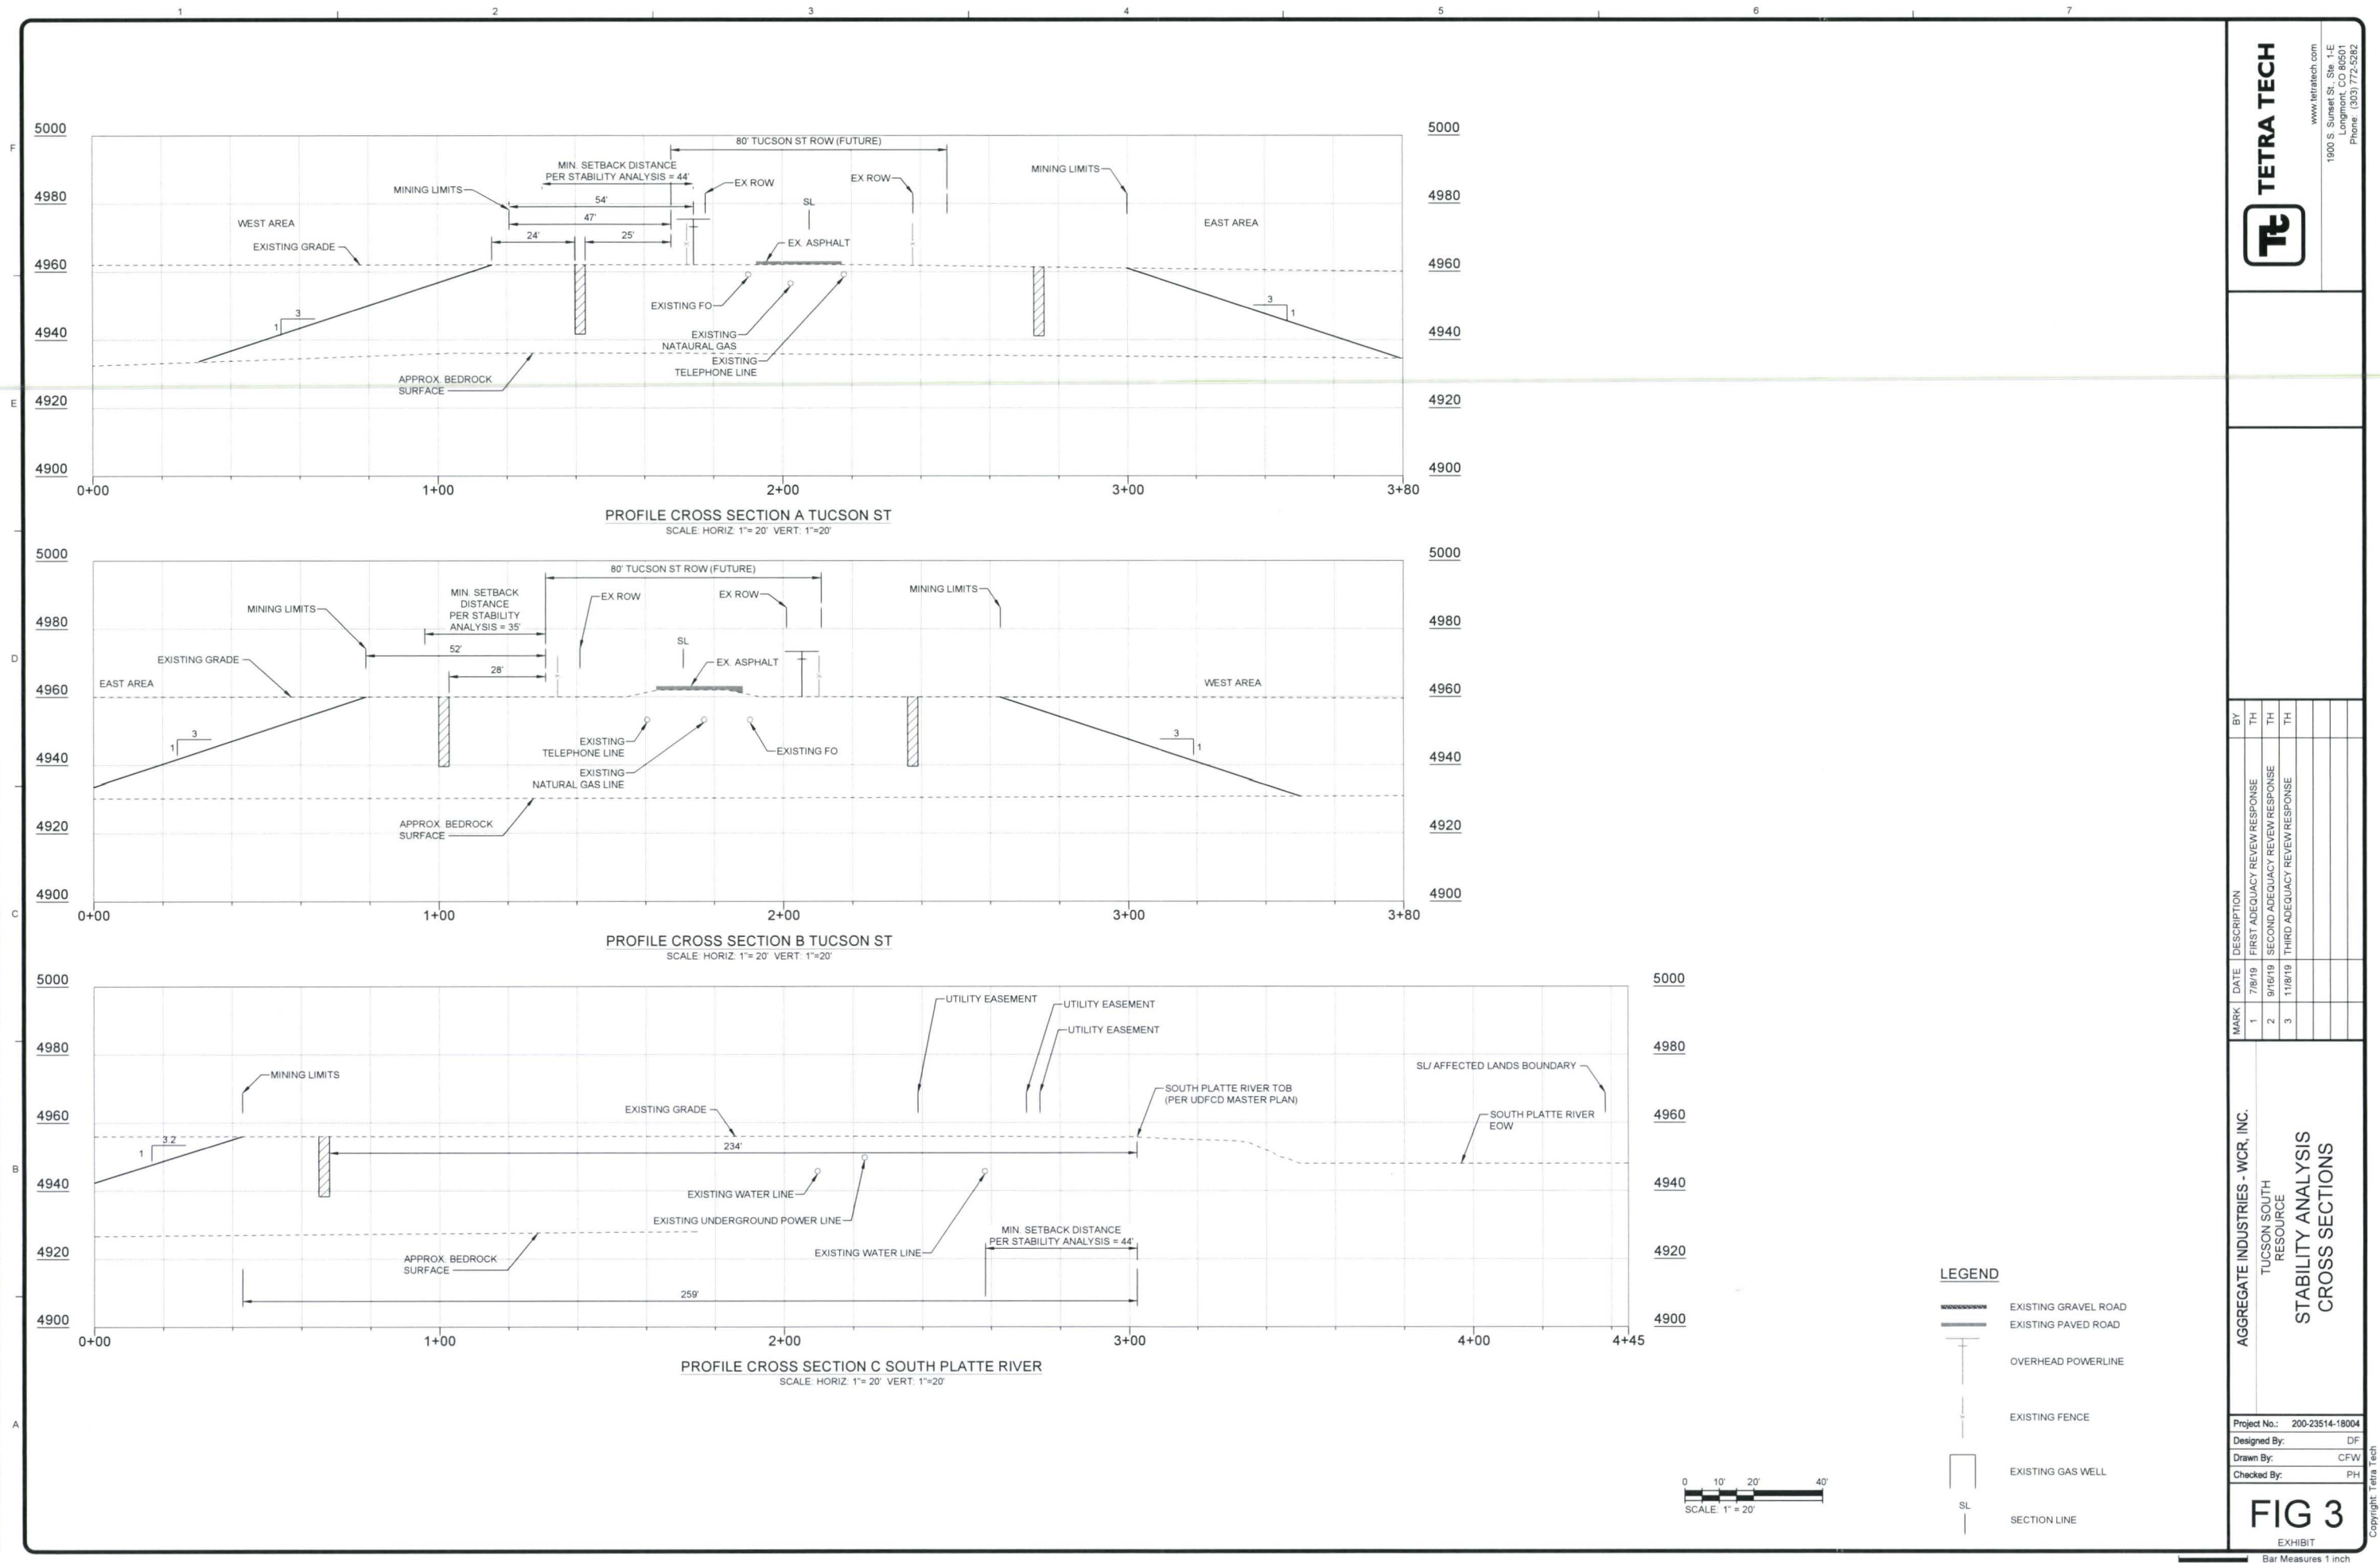 1 2 3 4 5 6 7
F
E
D
C
B
A
5000
4980
4960
4940
4920
4900
5000
4980
4960
4940
4920
4900
80' TUCSON ST ROW (FUTURE)
MIN. SETBACK DISTANCE
PER STABILITY ANALYSIS = 44'
MINING LIMITS
54'
47'
24'
25'
EX ROW
EX ROW
SL
MINING LIMITS
WEST AREA
EXISTING GRADE
EX. ASPHALT
EAST AREA
3
1
EXISTING FO
EXISTING
NATAURAL GAS
EXISTING
TELEPHONE LINE
3
1
APPROX. BEDROCK
SURFACE
0+00 1+00 2+00 3+00 3+80
PROFILE CROSS SECTION A TUCSON ST
SCALE: HORIZ: 1"= 20' VERT: 1"=20'
5000
4980
4960
4940
4920
4900
5000
4980
4960
4940
4920
4900
80' TUCSON ST ROW (FUTURE)
MIN. SETBACK
DISTANCE
PER STABILITY
ANALYSIS = 35'
MINING LIMITS
52'
28'
EX ROW
EX ROW
MINING LIMITS
SL
EXISTING GRADE
EX. ASPHALT
EAST AREA
WEST AREA
3
1
EXISTING
TELEPHONE LINE
EXISTING FO
EXISTING
NATURAL GAS LINE
3
1
APPROX. BEDROCK
SURFACE
0+00 1+00 2+00 3+00 3+80
PROFILE CROSS SECTION B TUCSON ST
SCALE: HORIZ: 1"= 20' VERT: 1"=20'
5000
4980
4960
4940
4920
4900
5000
4980
4960
4940
4920
4900
UTILITY EASEMENT
UTILITY EASEMENT
UTILITY EASEMENT
MINING LIMITS
SL/ AFFECTED LANDS BOUNDARY
SOUTH PLATTE RIVER TOB
(PER UDFCD MASTER PLAN)
EXISTING GRADE
SOUTH PLATTE RIVER
EOW
3.2
1
234'
EXISTING WATER LINE
EXISTING UNDERGROUND POWER LINE
EXISTING WATER LINE
MIN. SETBACK DISTANCE
PER STABILITY ANALYSIS = 44'
APPROX. BEDROCK
SURFACE
259'
0+00 1+00 2+00 3+00 4+00 4+45
PROFILE CROSS SECTION C SOUTH PLATTE RIVER
SCALE: HORIZ: 1"= 20' VERT: 1"=20'
LEGEND
EXISTING GRAVEL ROAD
EXISTING PAVED ROAD
OVERHEAD POWERLINE
EXISTING FENCE
EXISTING GAS WELL
SL
SECTION LINE
0 10' 20' 40'
SCALE: 1" = 20'
Tt
TETRA TECH
www.tetratech.com
1900 S. Sunset St., Ste. 1-E
Longmont, CO 80501
Phone: (303) 772-5282
MARK DATE DESCRIPTION BY
1 7/8/19 FIRST ADEQUACY REVEW RESPONSE TH
2 9/16/19 SECOND ADEQUACY REVEW RESPONSE TH
3 11/8/19 THIRD ADEQUACY REVEW RESPONSE TH
AGGREGATE INDUSTRIES - WCR, INC.
TUCSON SOUTH
RESOURCE
STABILITY ANALYSIS
CROSS SECTIONS
Project No.: 200-23514-18004
Designed By: DF
Drawn By: CFW
Checked By: PH
FIG 3
EXHIBIT
Bar Measures 1 inch
Copyright: Tetra Tech